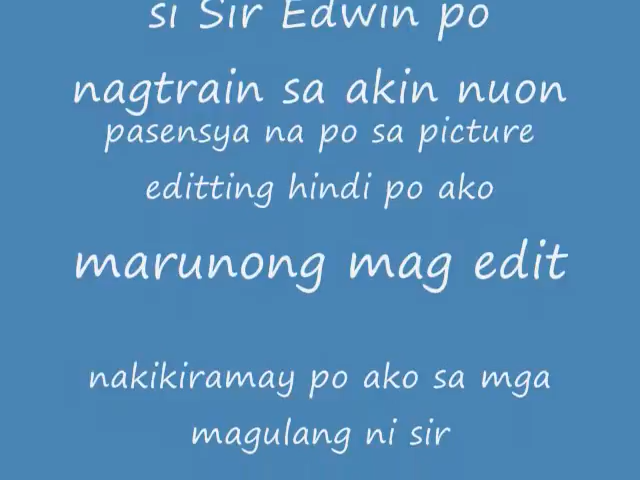 si Sir Edwin po
nagtrain sa akin nuon
pasensya na po sa picture
editting hindi po ako
marunong mag edit
nakikiramay po ako sa mga
magulang ni sir